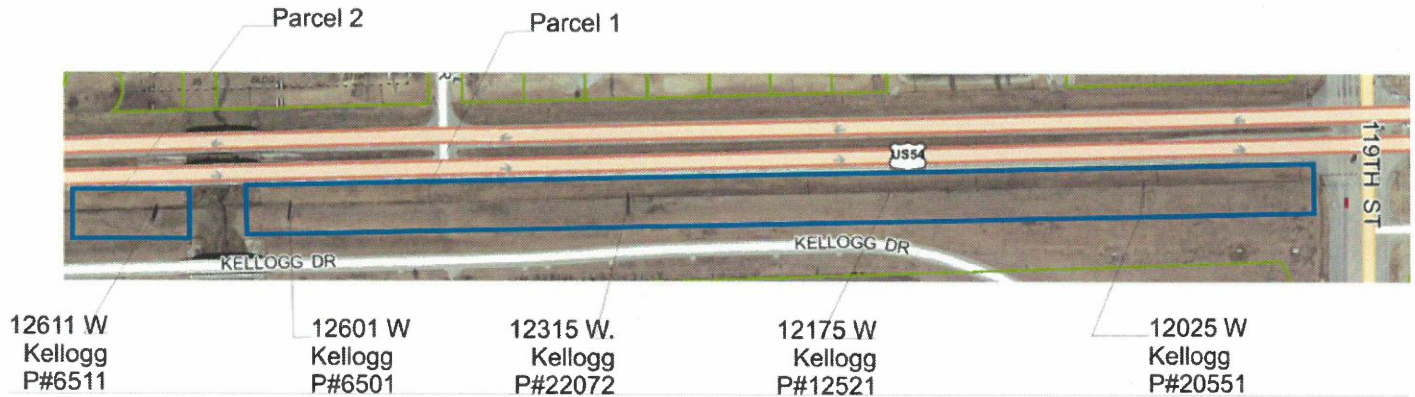 Parcel 2
Parcel 1
US54
119TH ST
KELLOGG DR
KELLOGG DR
12611 W
Kellogg
P#6511
12601 W
Kellogg
P#6501
12315 W.
Kellogg
P#22072
12175 W
Kellogg
P#12521
12025 W
Kellogg
P#20551